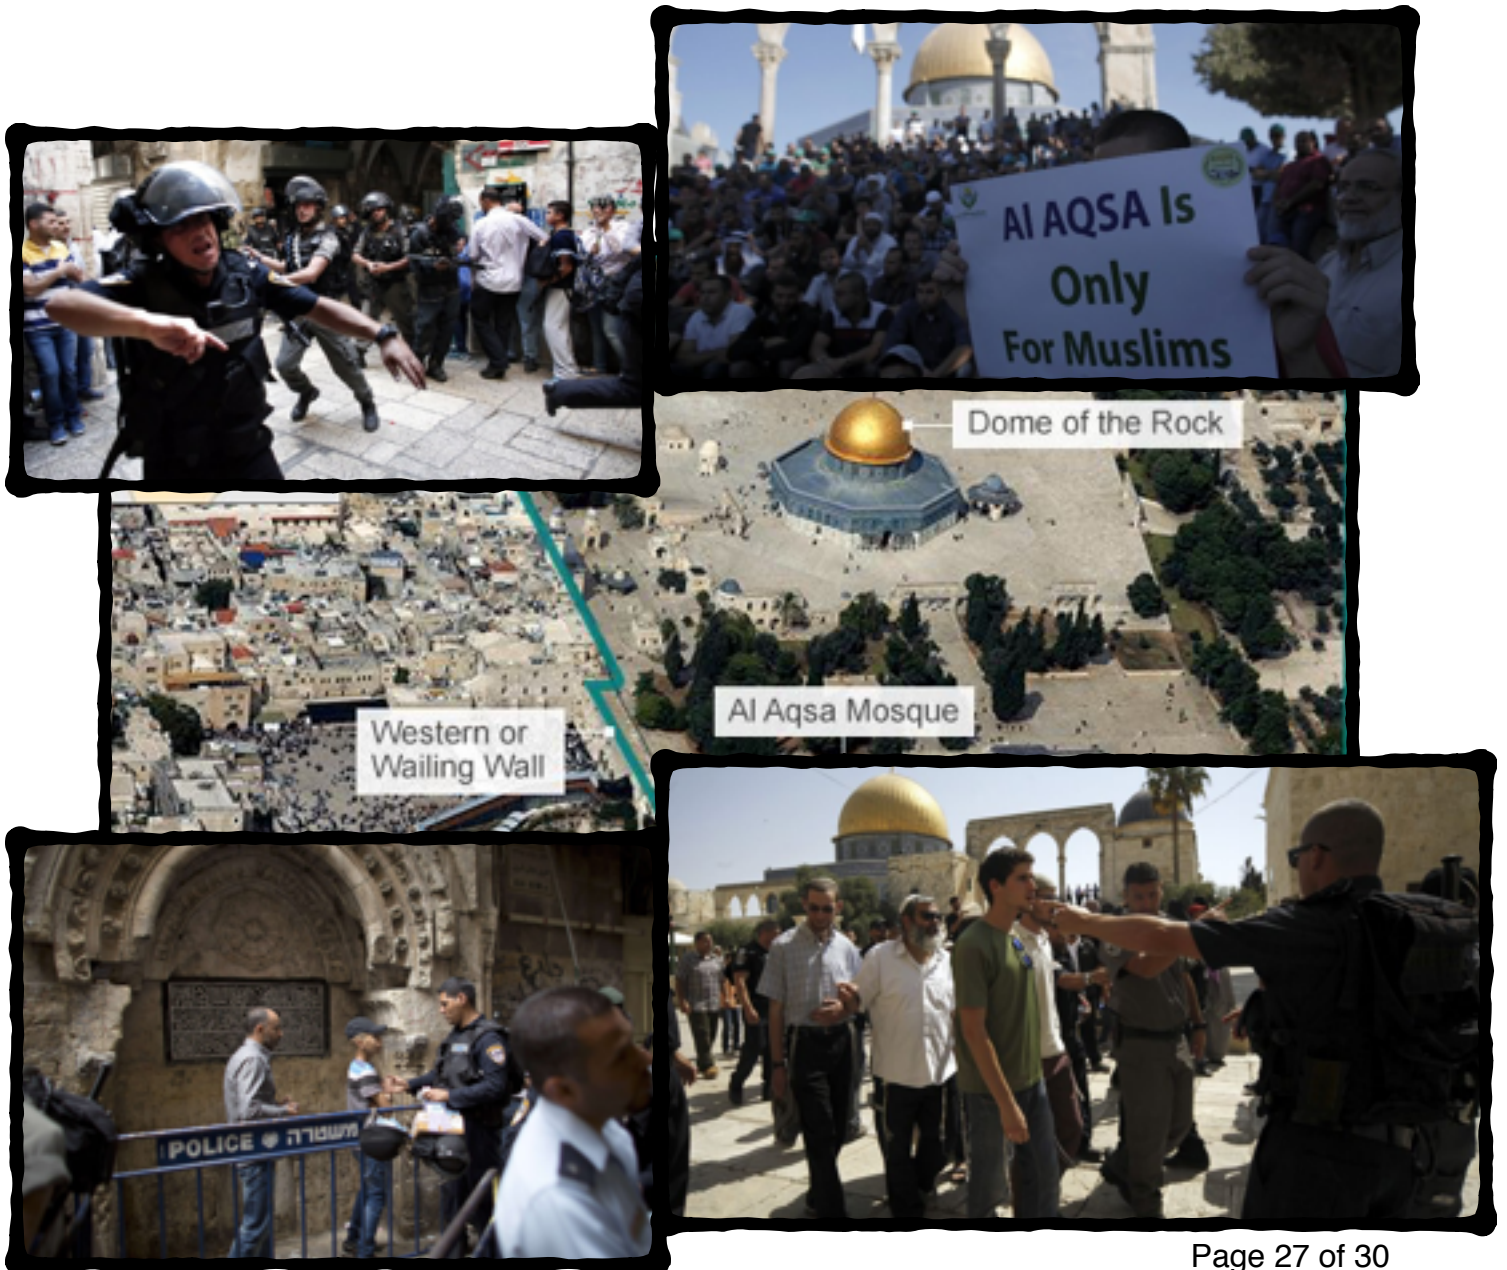 Al AQSA Is
Only
For Muslims
Dome of the Rock
Al Aqsa Mosque
Western or
Wailing Wall
POLICE משטרה
Page 27 of 30